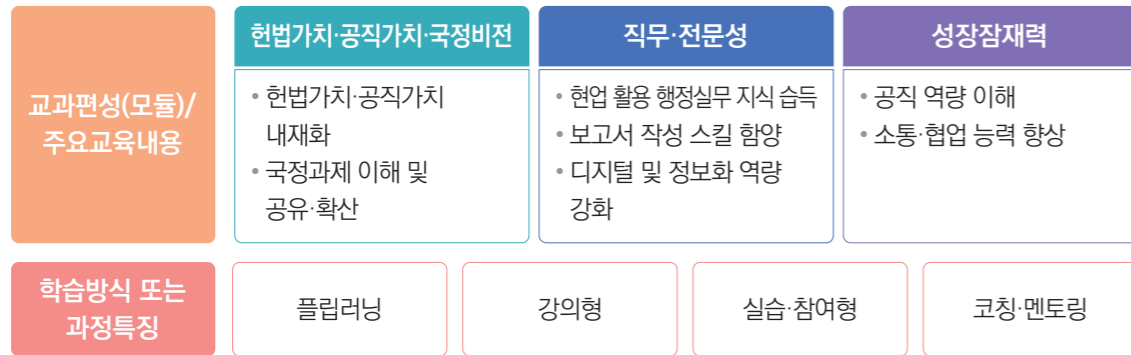 교과편성(모듈)/
주요교육내용
헌법가치·공직가치·국정비전
• 헌법가치·공직가치
내재화
• 국정과제 이해 및
공유·확산
직무·전문성
• 현업 활용 행정실무 지식 습득
• 보고서 작성 스킬 함양
• 디지털 및 정보화 역량
강화
성장잠재력
• 공직 역량 이해
• 소통·협업 능력 향상
학습방식 또는
과정특징
플립러닝
강의형
실습·참여형
코칭·멘토링